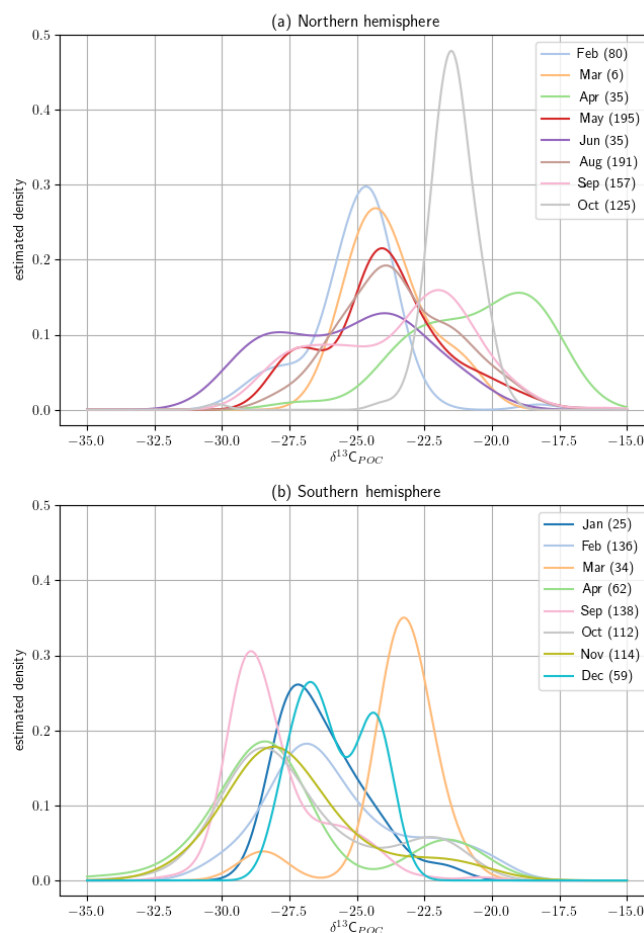 (a) Northern hemisphere
0.5
0.4
0.3
0.2
0.1
0.0
estimated density
Feb (80)
Mar (6)
Apr (35)
May (195)
Jun (35)
Aug (191)
Sep (157)
Oct (125)
−35.0 −32.5 −30.0 −27.5 −25.0 −22.5 −20.0 −17.5 −15.0
δ¹³C_POC
(b) Southern hemisphere
0.5
0.4
0.3
0.2
0.1
0.0
estimated density
Jan (25)
Feb (136)
Mar (34)
Apr (62)
Sep (138)
Oct (112)
Nov (114)
Dec (59)
−35.0 −32.5 −30.0 −27.5 −25.0 −22.5 −20.0 −17.5 −15.0
δ¹³C_POC